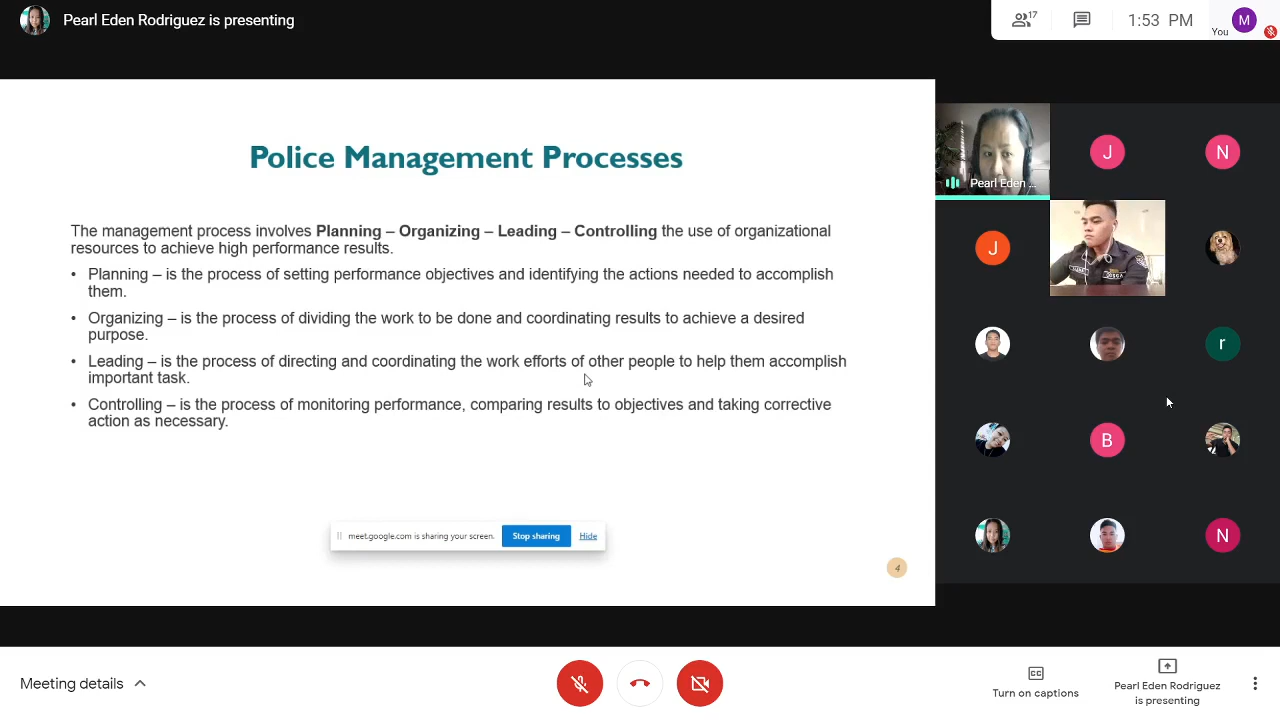 Pearl Eden Rodriguez is presenting
17
1:53 PM
You
M
Police Management Processes
The management process involves Planning – Organizing – Leading – Controlling the use of organizational
resources to achieve high performance results.
• Planning – is the process of setting performance objectives and identifying the actions needed to accomplish
them.
• Organizing – is the process of dividing the work to be done and coordinating results to achieve a desired
purpose.
• Leading – is the process of directing and coordinating the work efforts of other people to help them accomplish
important task.
• Controlling – is the process of monitoring performance, comparing results to objectives and taking corrective
action as necessary.
meet.google.com is sharing your screen.
Stop sharing
Hide
4
Pearl Eden ...
J
N
J
r
B
N
Meeting details
CC
Turn on captions
Pearl Eden Rodriguez
is presenting